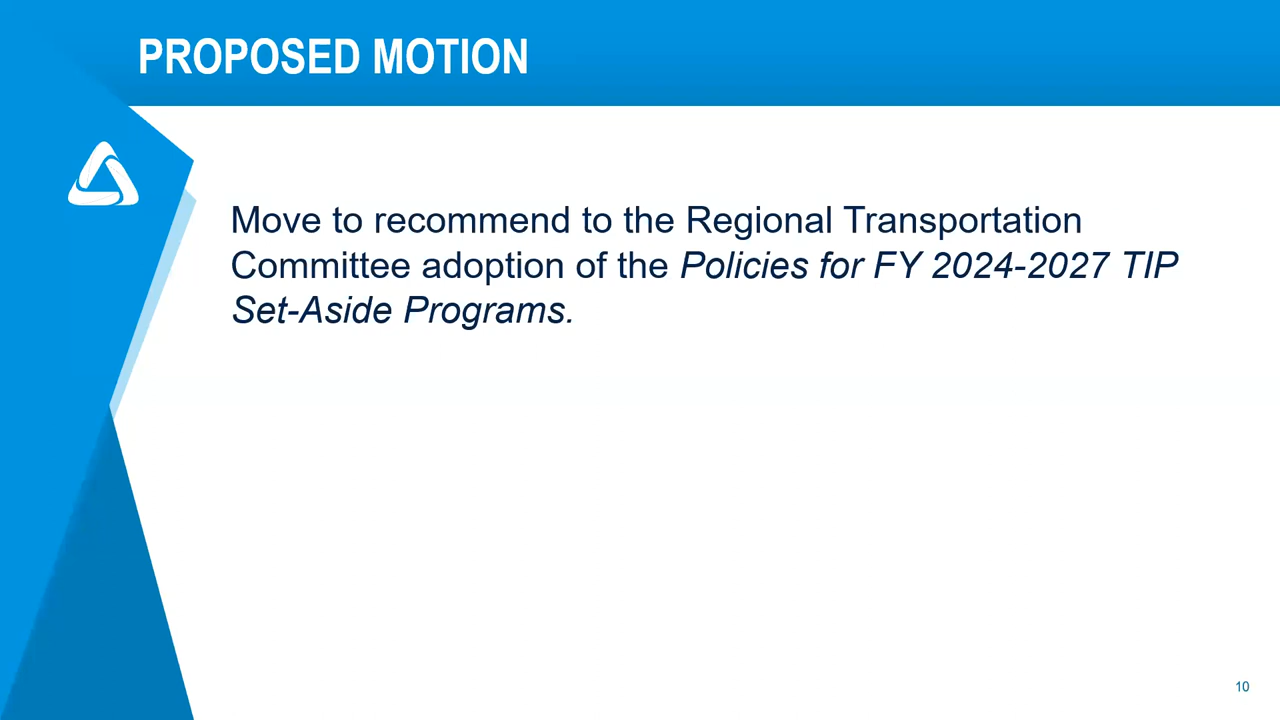 PROPOSED MOTION
Move to recommend to the Regional Transportation
Committee adoption of the Policies for FY 2024-2027 TIP
Set-Aside Programs.
10